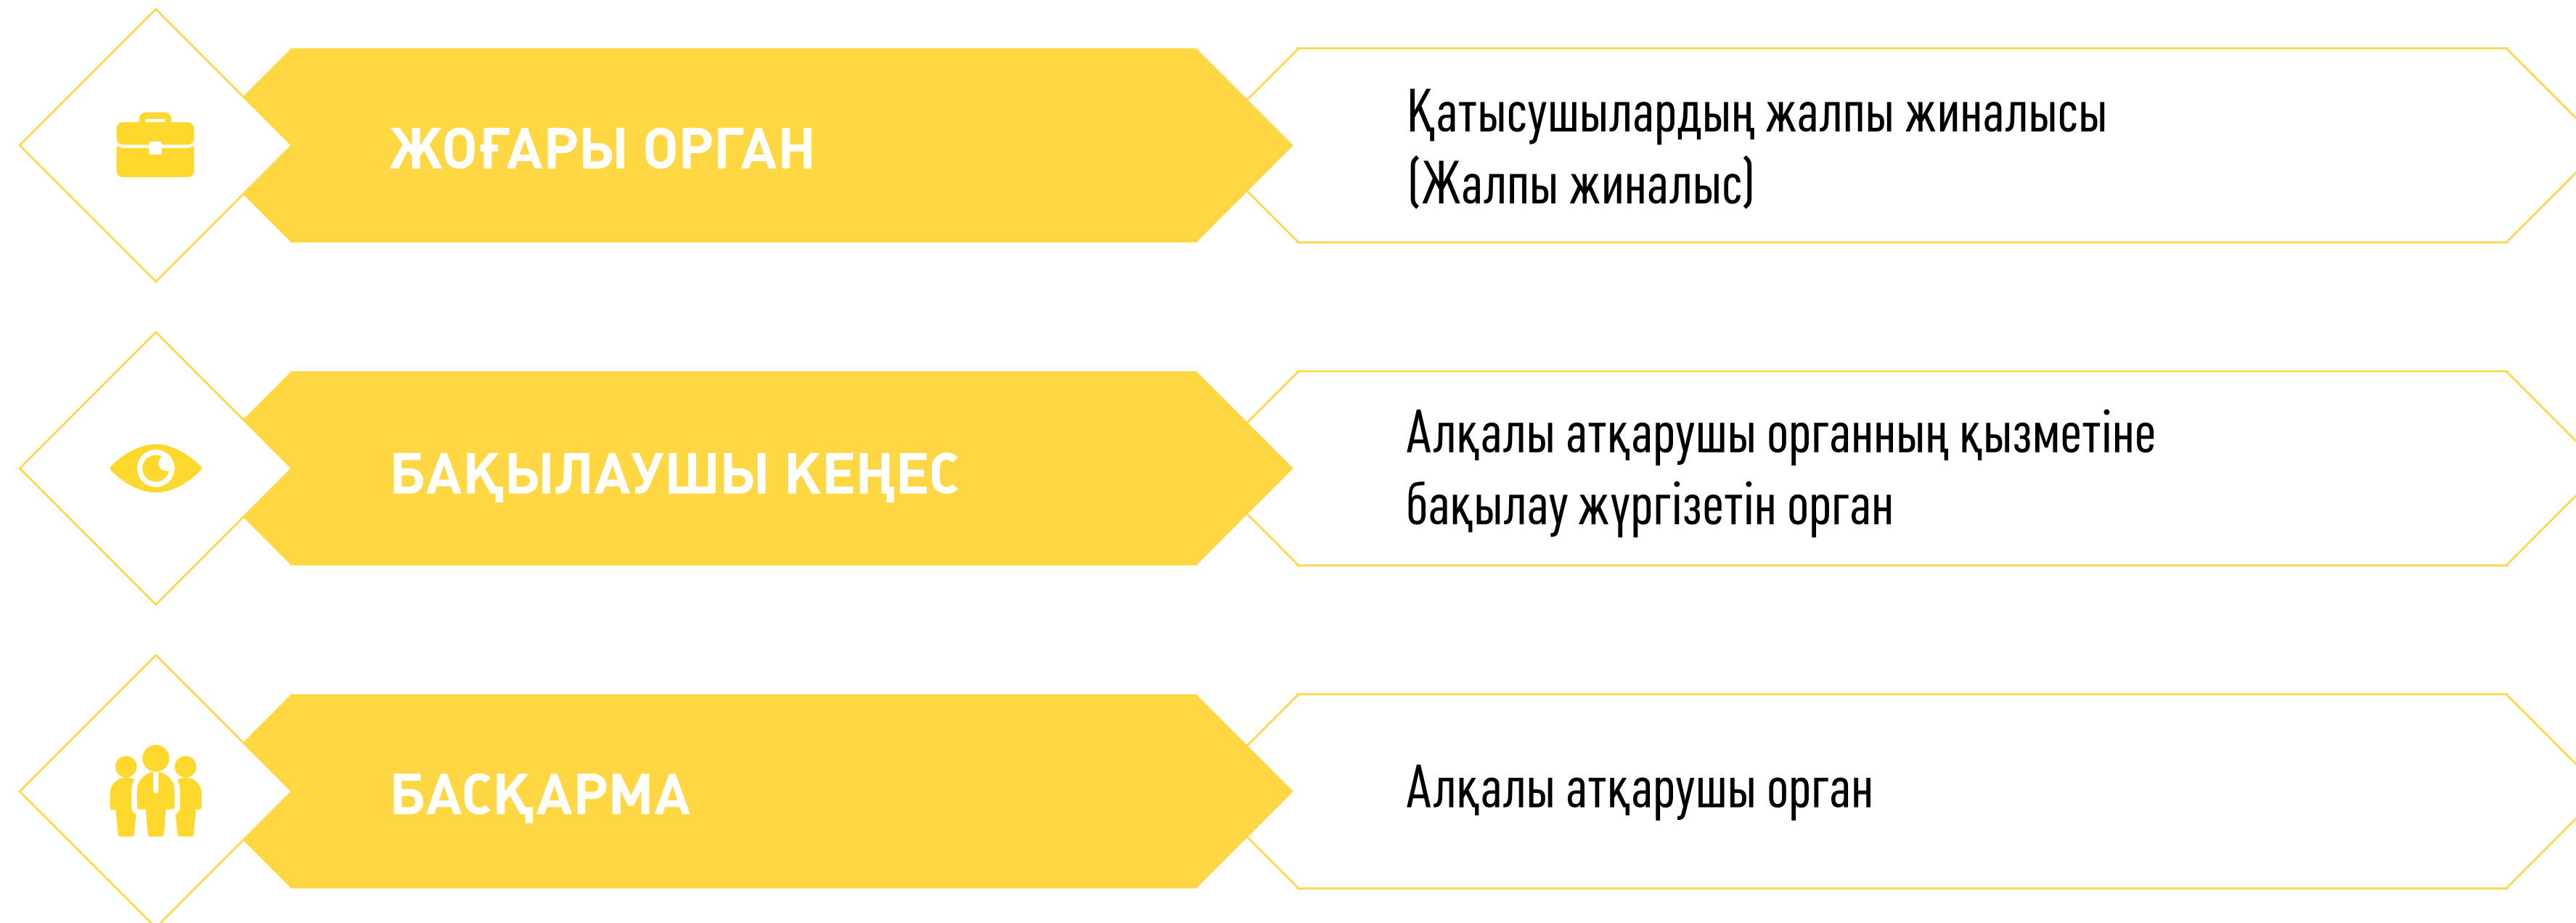 ЖОҒАРЫ ОРГАН
Қатысушылардың жалпы жиналысы
(Жалпы жиналыс)
БАҚЫЛАУШЫ КЕҢЕС
Алқалы атқарушы органның қызметіне
бақылау жүргізетін орган
БАСҚАРМА
Алқалы атқарушы орган